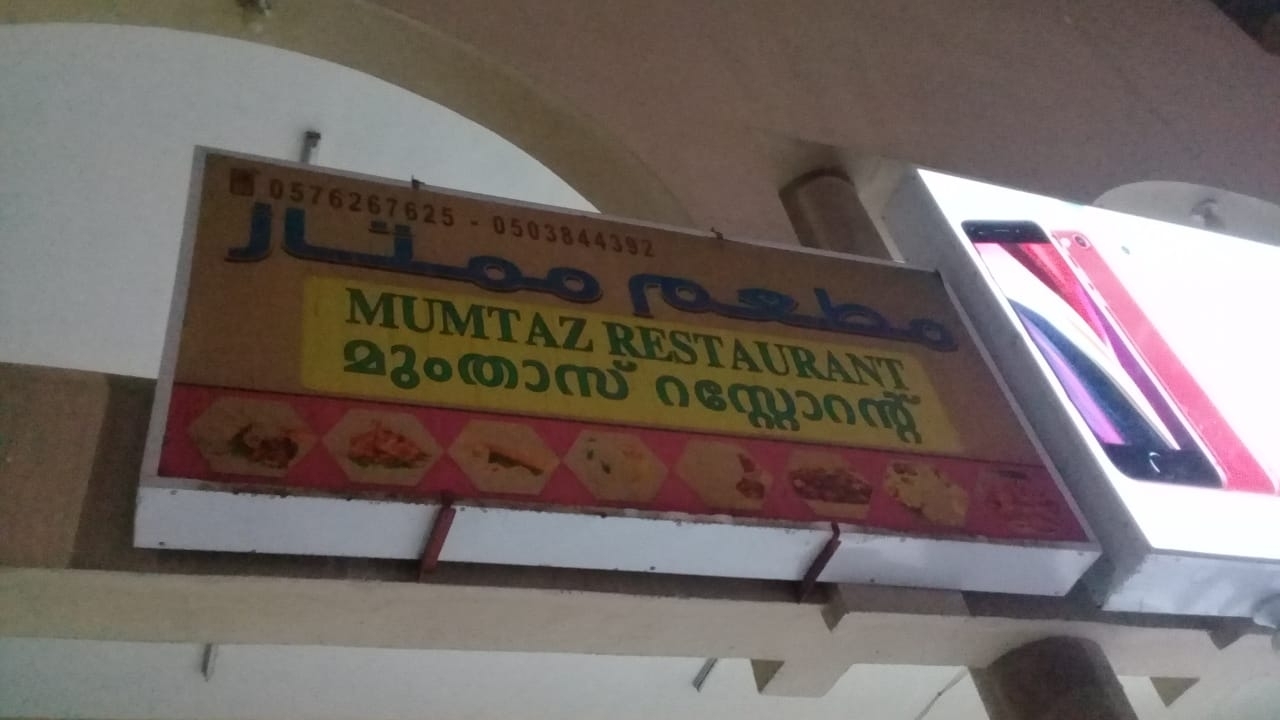 0576267625 - 0503844392
مطعم ممتاز
MUMTAZ RESTAURANT
മുംതാസ് റസ്റ്റോറന്റ്